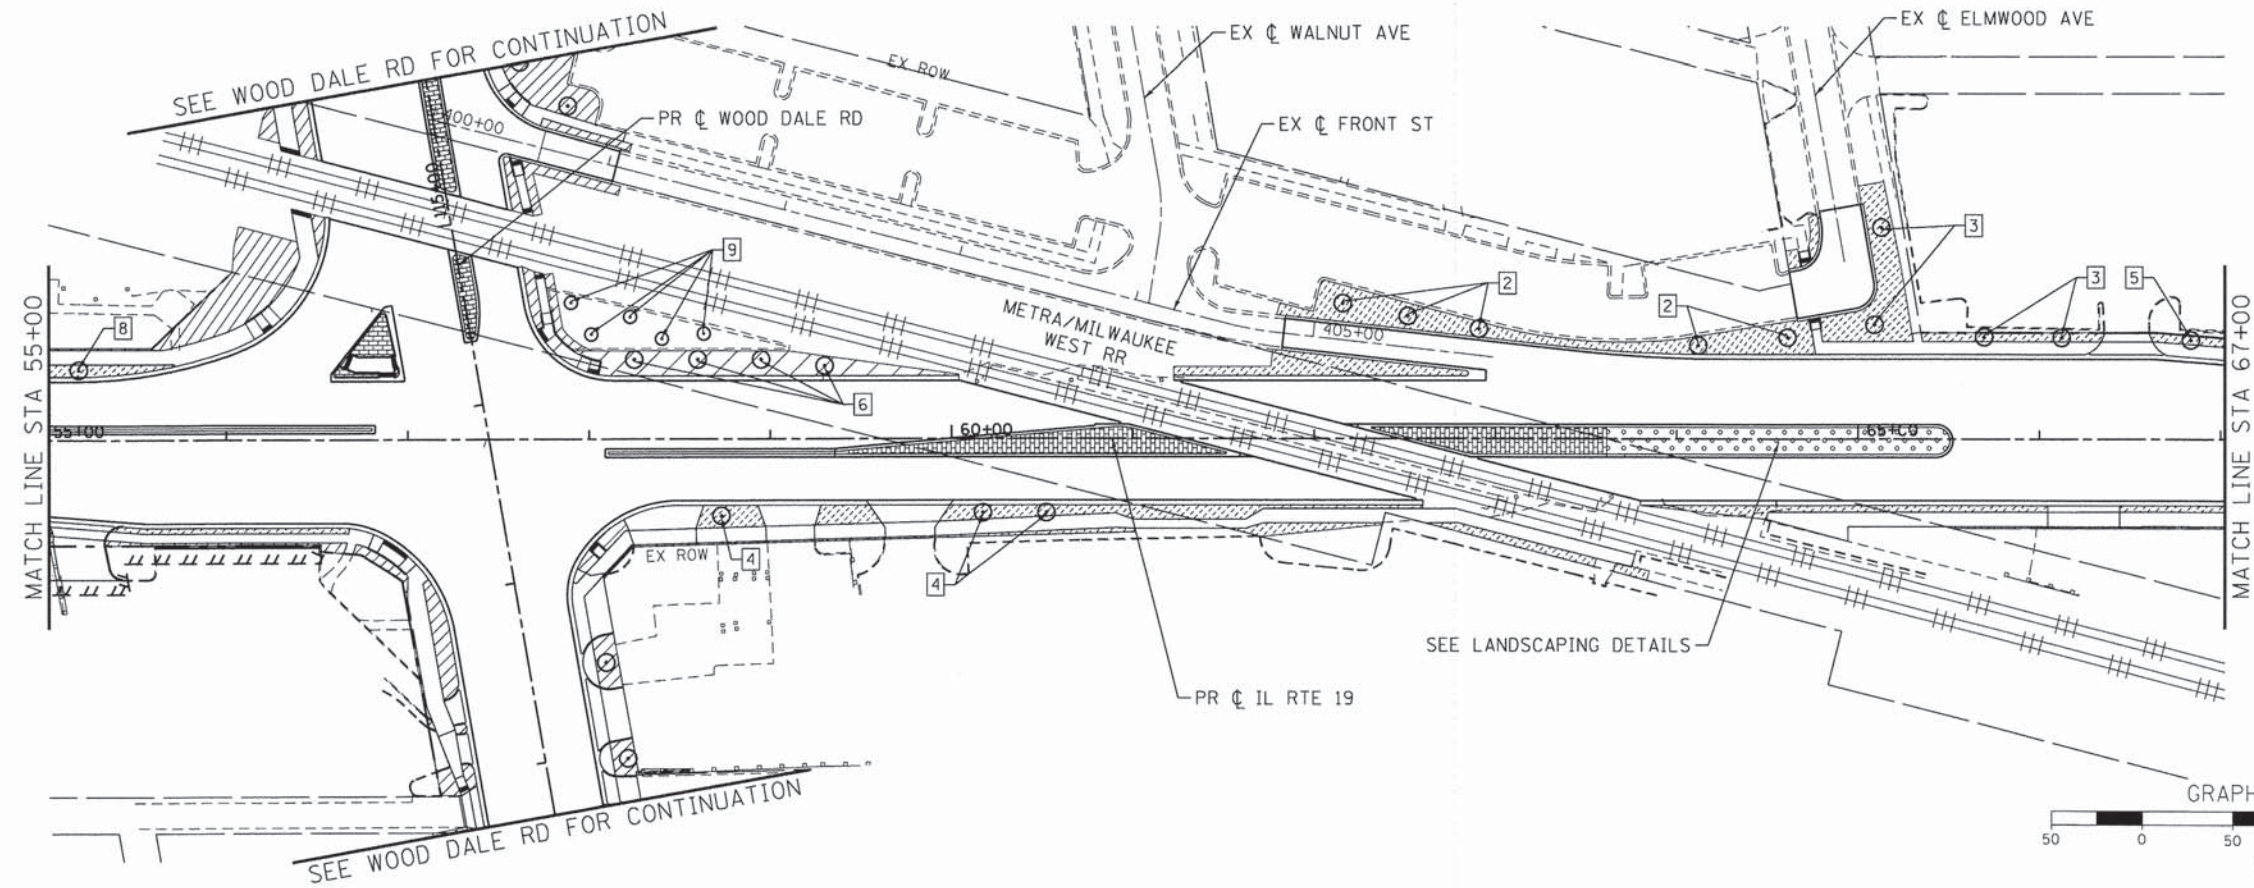 SEE WOOD DALE RD FOR CONTINUATION
EX ℄ WALNUT AVE
EX ℄ ELMWOOD AVE
EX ROW
400+00
PR ℄ WOOD DALE RD
EX ℄ FRONT ST
115+00
9
3
2
3
5
METRA/MILWAUKEE
WEST RR
2
405+00
8
6
MATCH LINE STA 55+00
55+00
60+00
65+00
MATCH LINE STA 67+00
EX ROW
4
4
SEE LANDSCAPING DETAILS
PR ℄ IL RTE 19
SEE WOOD DALE RD FOR CONTINUATION
GRAPH
50
0
50